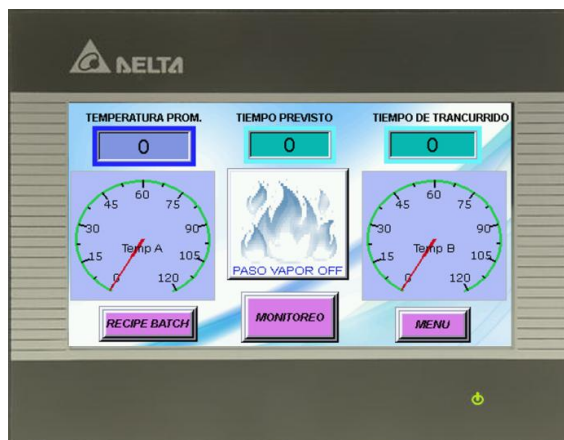 DELTA
TEMPERATURA PROM.
TIEMPO PREVISTO
TIEMPO DE TRANCURRIDO
0
0
0
0
15
30
45
60
75
90
105
120
Temp A
PASO VAPOR OFF
0
15
30
45
60
75
90
105
120
Temp B
RECIPE BATCH
MONITOREO
MENU